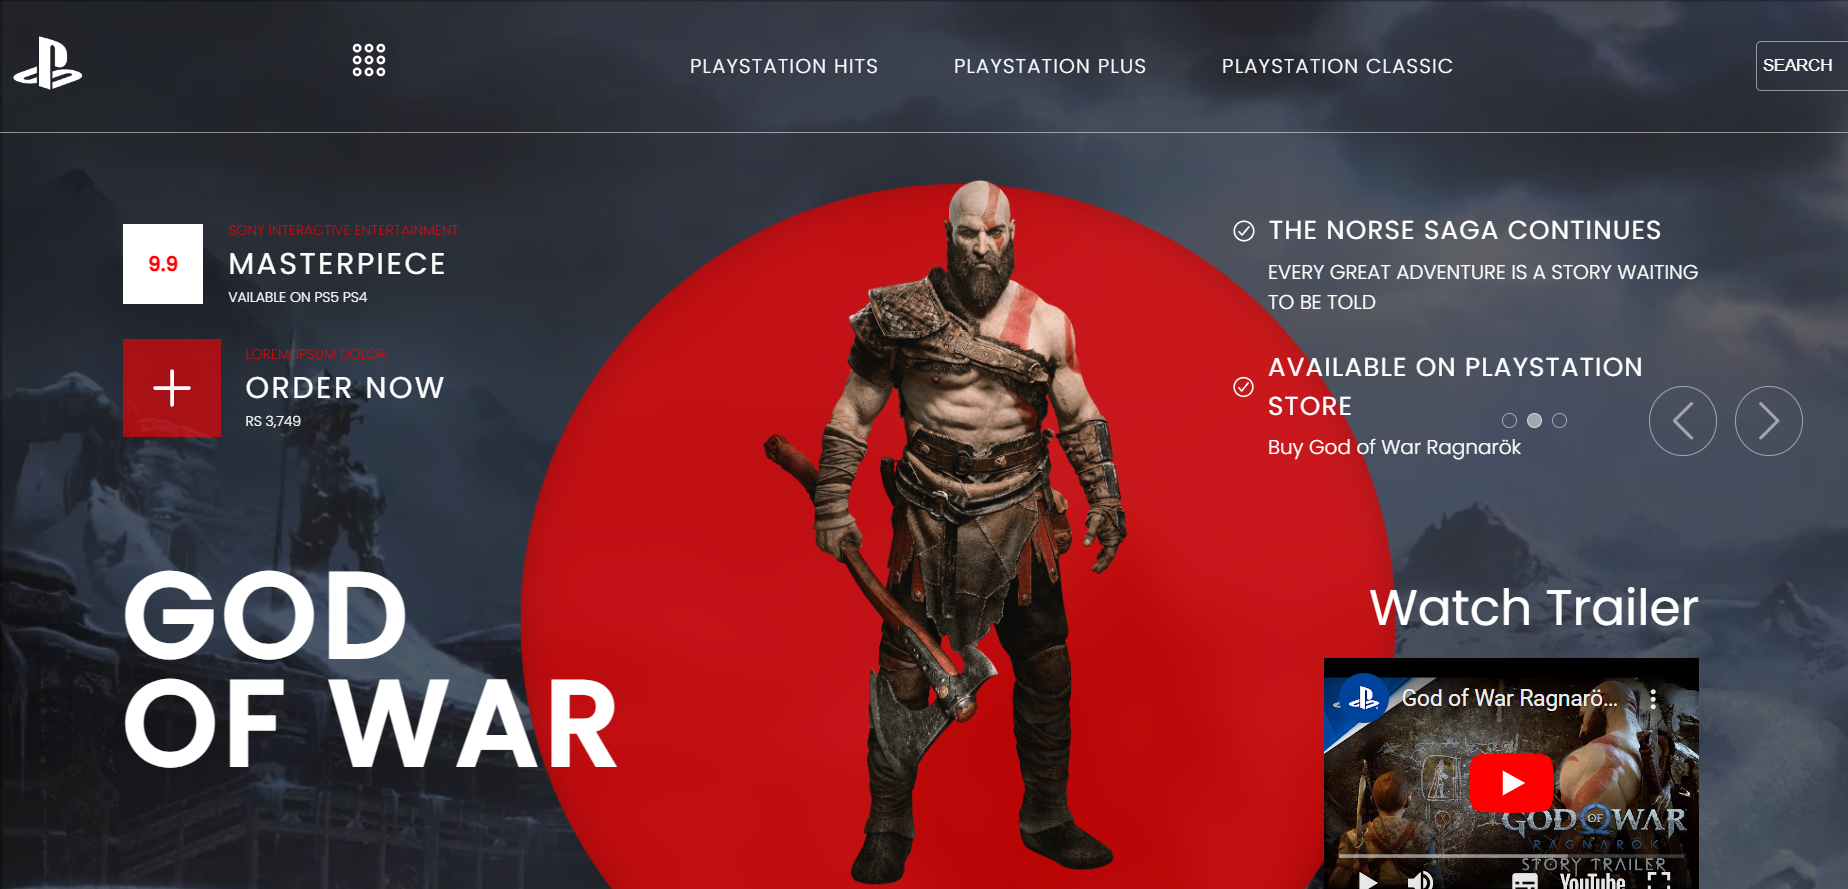 PLAYSTATION HITS
PLAYSTATION PLUS
PLAYSTATION CLASSIC
SEARCH
9.9
SONY INTERACTIVE ENTERTAINMENT
MASTERPIECE
VAILABLE ON PS5 PS4
LOREM IPSUM DOLOR.
ORDER NOW
RS 3,749
THE NORSE SAGA CONTINUES
EVERY GREAT ADVENTURE IS A STORY WAITING
TO BE TOLD
AVAILABLE ON PLAYSTATION
STORE
Buy God of War Ragnarök
GOD
OF WAR
Watch Trailer
God of War Ragnarö...
GOD OF WAR
RAGNARÖK
STORY TRAILER
YouTube